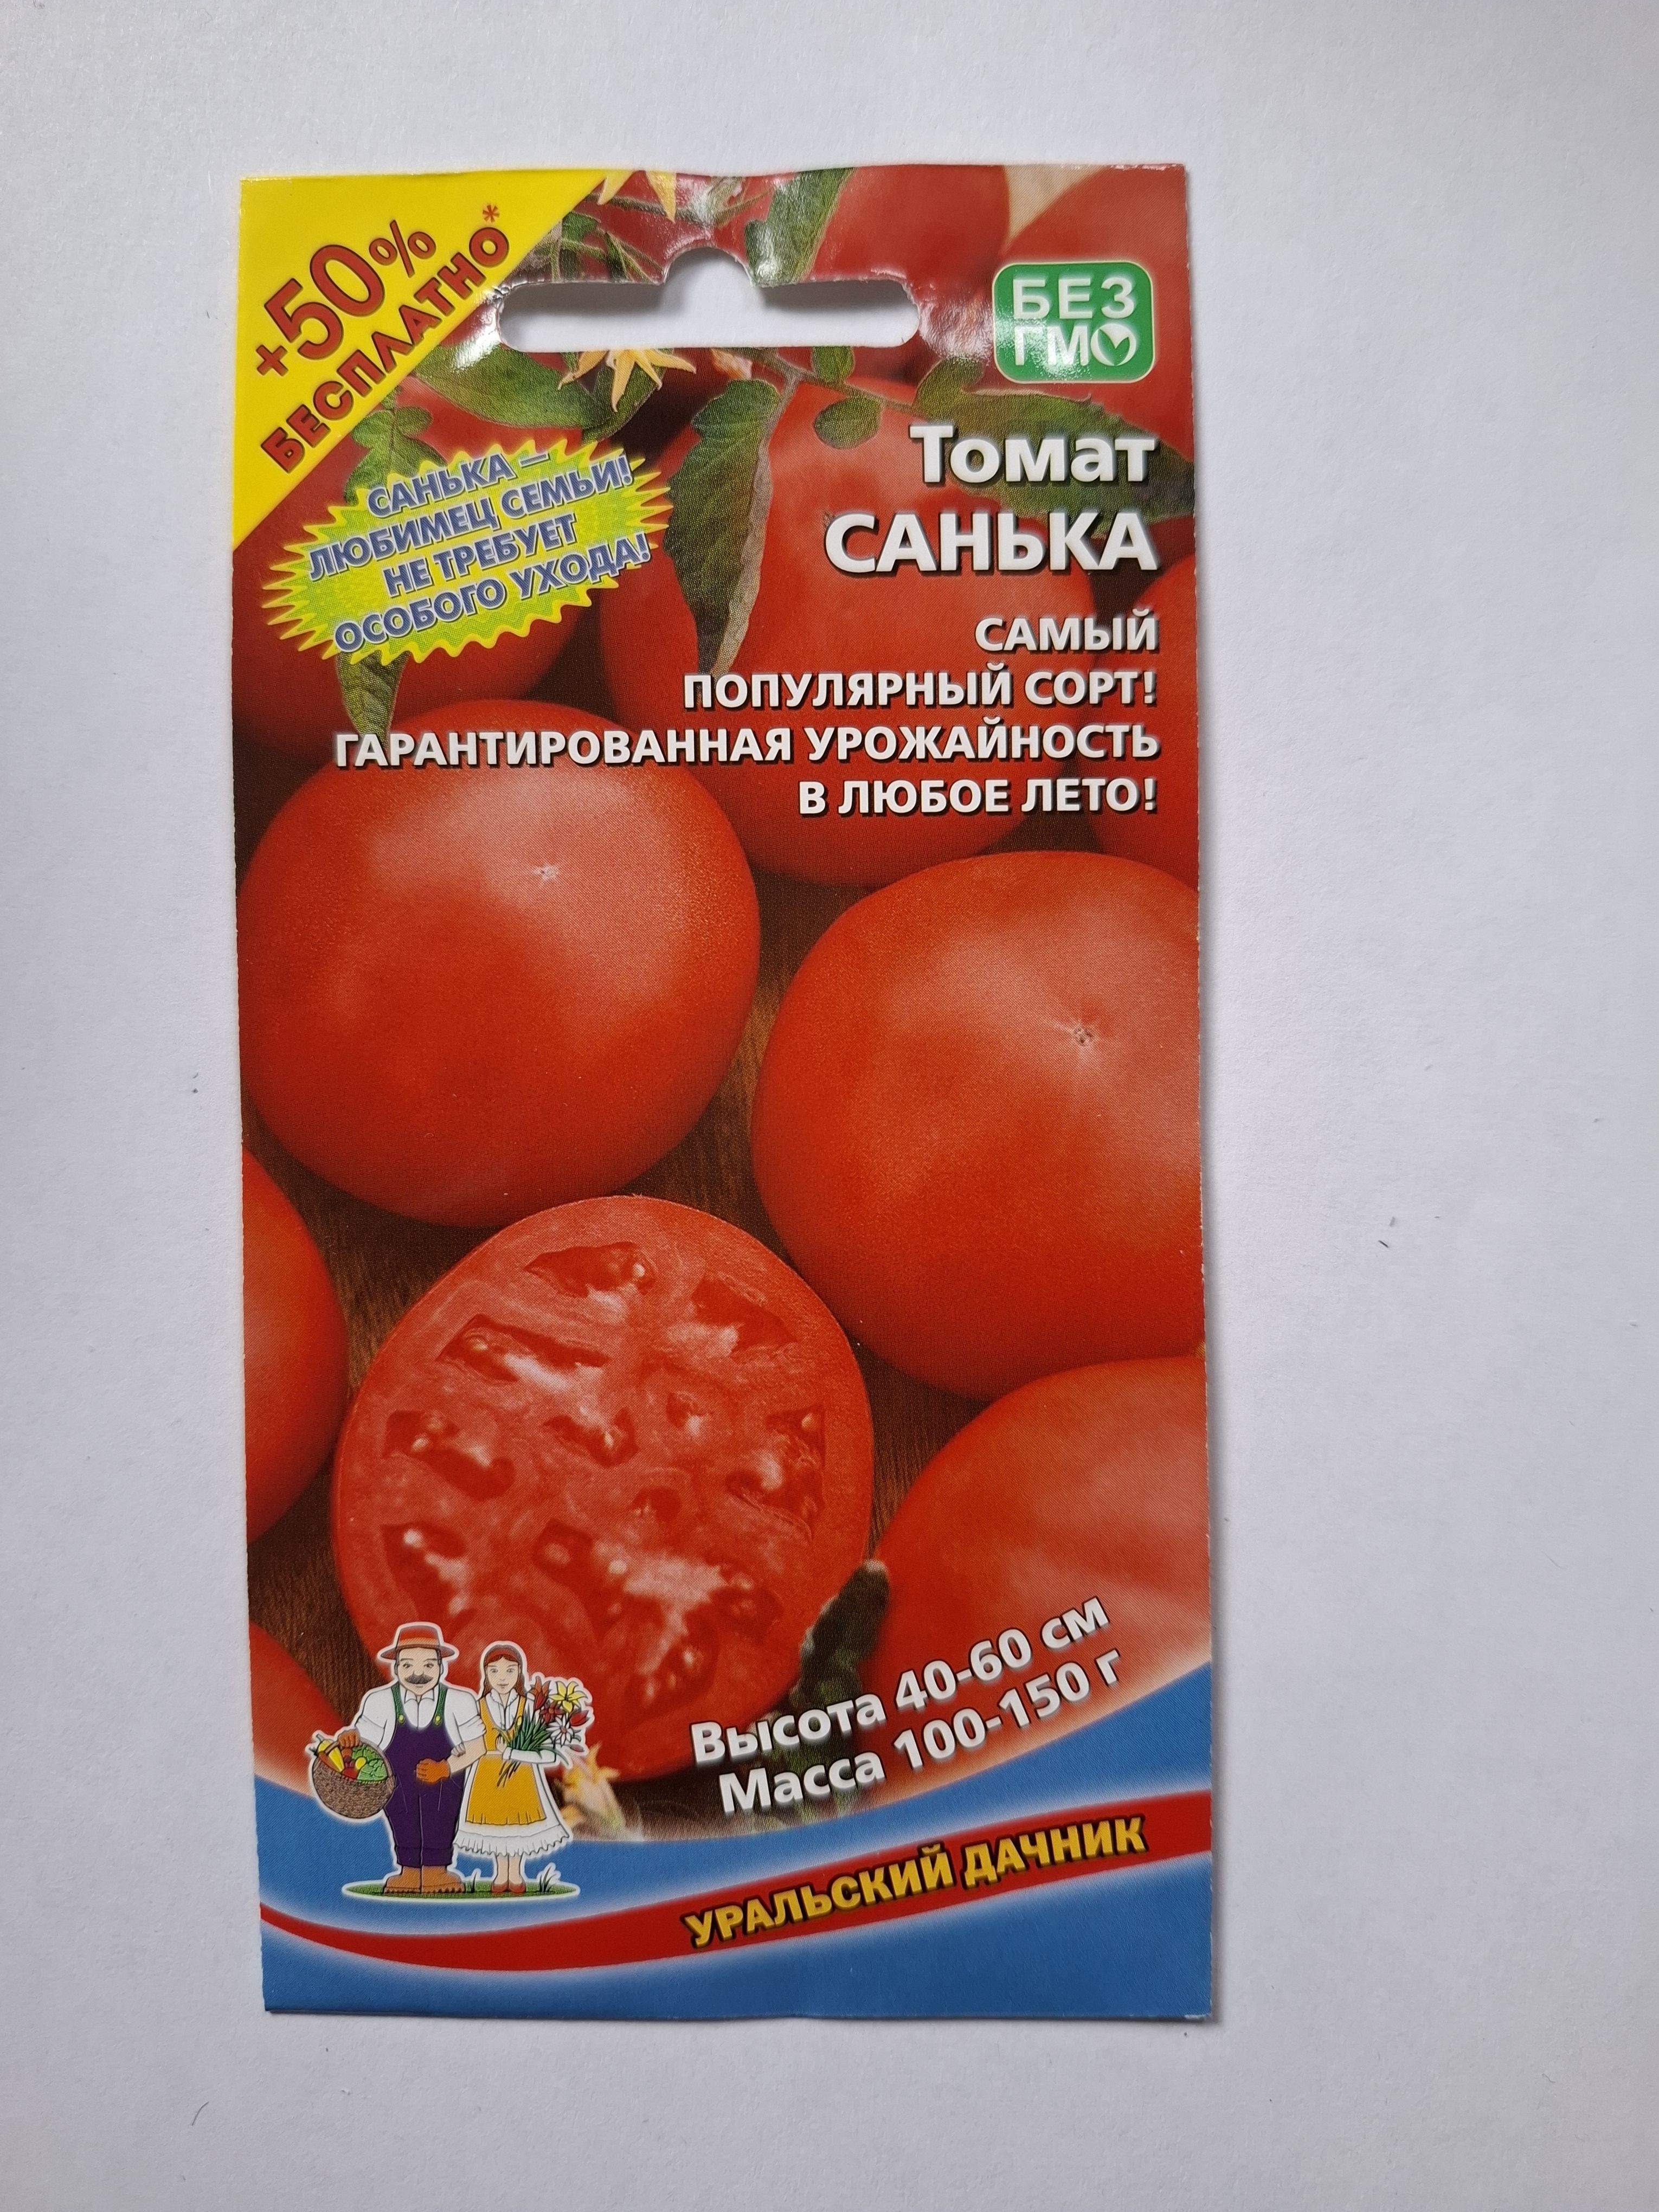 +50%
БЕСПЛАТНО*
БЕЗ
ГМО
Томат
САНЬКА
САНЬКА –
ЛЮБИМЕЦ СЕМЬИ!
НЕ ТРЕБУЕТ
ОСОБОГО УХОДА!
САМЫЙ
ПОПУЛЯРНЫЙ СОРТ!
ГАРАНТИРОВАННАЯ УРОЖАЙНОСТЬ
В ЛЮБОЕ ЛЕТО!
Высота 40-60 см
Масса 100-150 г
УРАЛЬСКИЙ ДАЧНИК